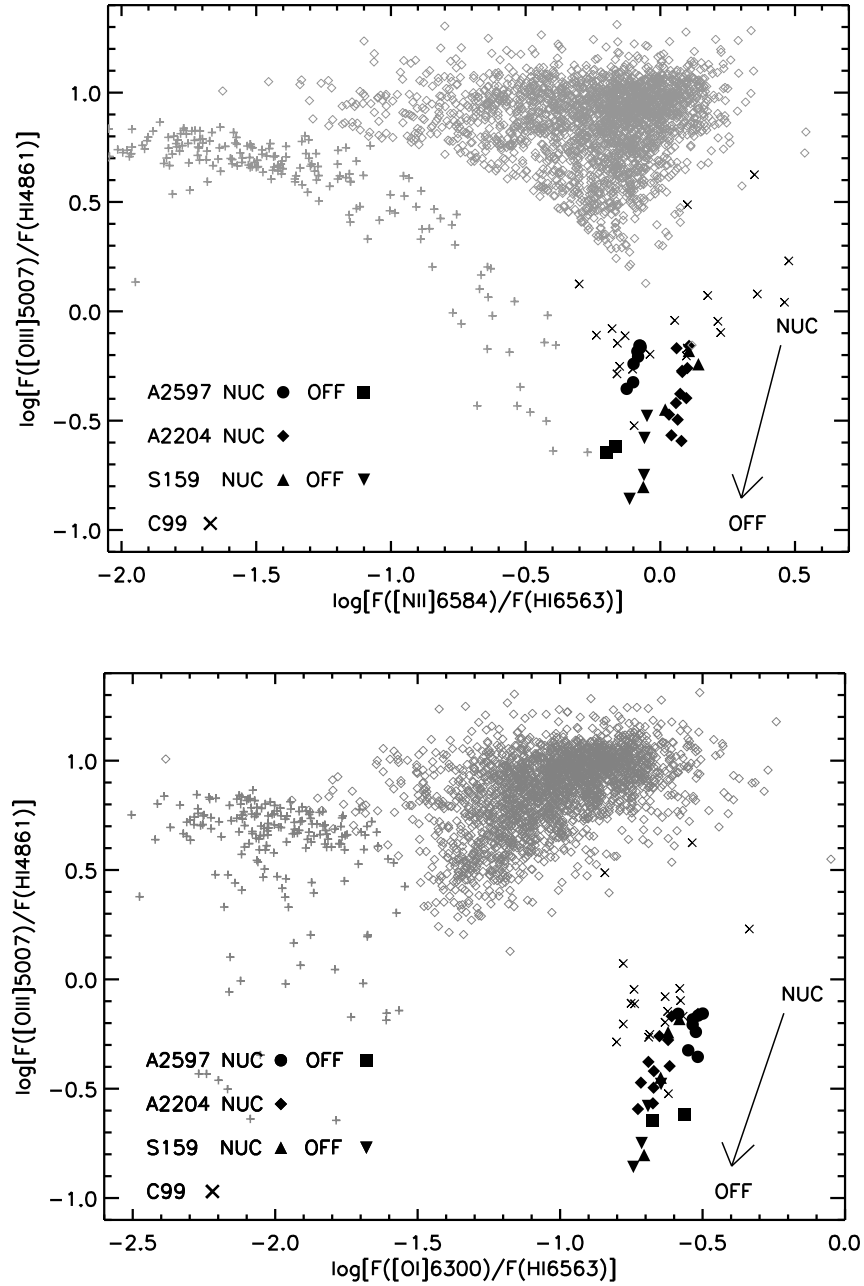 log[F([OIII]5007)/F(HI4861)]
1.0
0.5
0.0
−0.5
−1.0
NUC
OFF
A2597 NUC OFF
A2204 NUC
S159 NUC OFF
C99
−2.0 −1.5 −1.0 −0.5 0.0 0.5
log[F([NII]6584)/F(HI6563)]
log[F([OIII]5007)/F(HI4861)]
1.0
0.5
0.0
−0.5
−1.0
NUC
OFF
A2597 NUC OFF
A2204 NUC
S159 NUC OFF
C99
−2.5 −2.0 −1.5 −1.0 −0.5 0.0
log[F([OI]6300)/F(HI6563)]